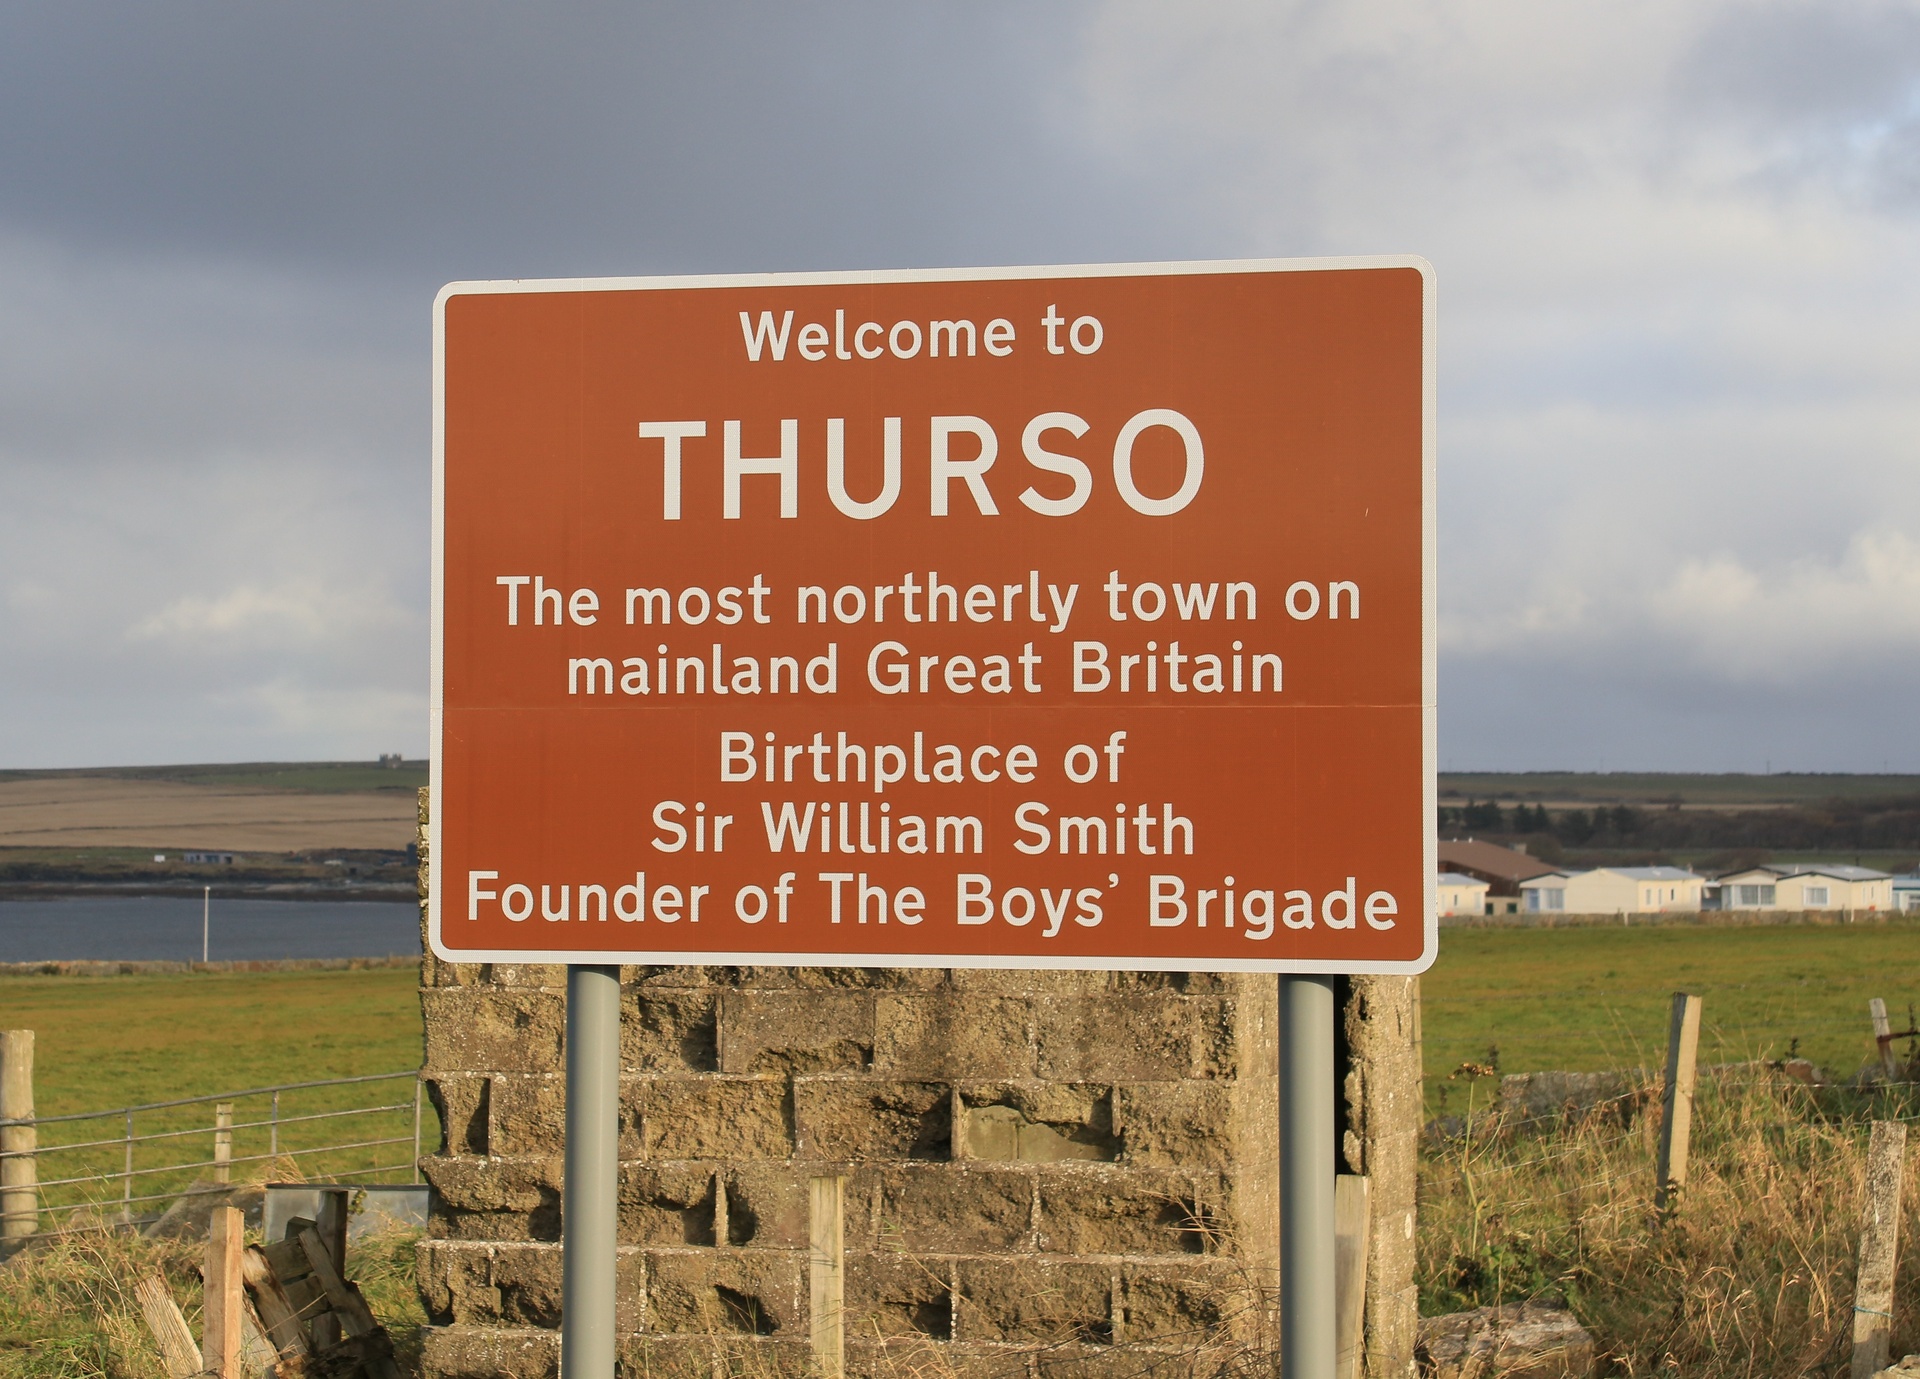 Welcome to
THURSO
The most northerly town on
mainland Great Britain
Birthplace of
Sir William Smith
Founder of The Boys’ Brigade